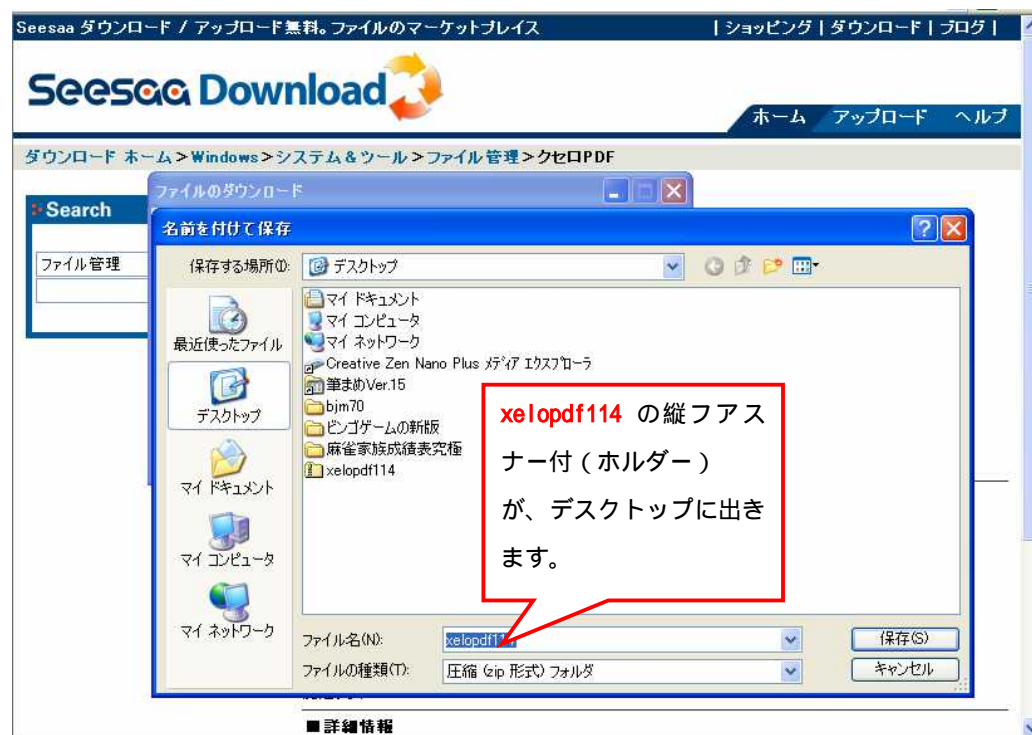 Seesaa ダウンロード / アップロード無料。ファイルのマーケットプレイス
| ショッピング | ダウンロード | ブログ |
Seesaa Download
ホーム アップロード ヘルプ
ダウンロード ホーム > Windows > システム & ツール > ファイル管理 > クセロPDF
ファイルのダウンロード
Search
名前を付けて保存
ファイル管理
保存する場所(I): デスクトップ
マイ ドキュメント
マイ コンピュータ
マイ ネットワーク
Creative Zen Nano Plus メディア エクスプローラ
筆まめVer.15
bjm70
ビンゴゲームの新版
麻雀家族成績表究極
xelopdf114
最近使ったファイル
デスクトップ
マイ ドキュメント
マイ コンピュータ
マイ ネットワーク
xelopdf114 の縦フアス
ナー付(ホルダー)
が、デスクトップに出き
ます。
ファイル名(N): xelopdf11
保存(S)
ファイルの種類(T): 圧縮 (zip 形式) フォルダ
キャンセル
■詳細情報